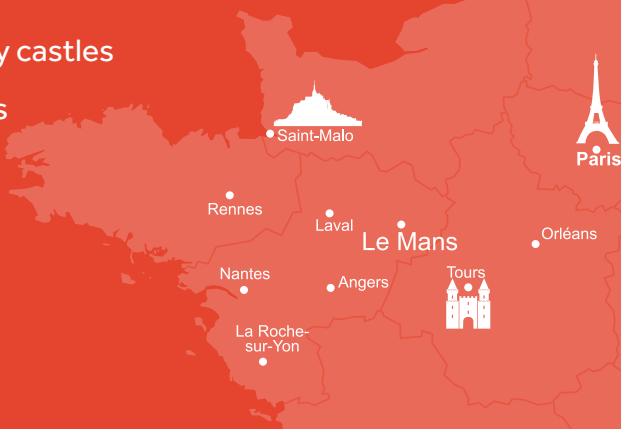 y castles
s
Saint-Malo
Paris
Rennes
Laval
Le Mans
Orléans
Nantes
Angers
Tours
La Roche-
sur-Yon